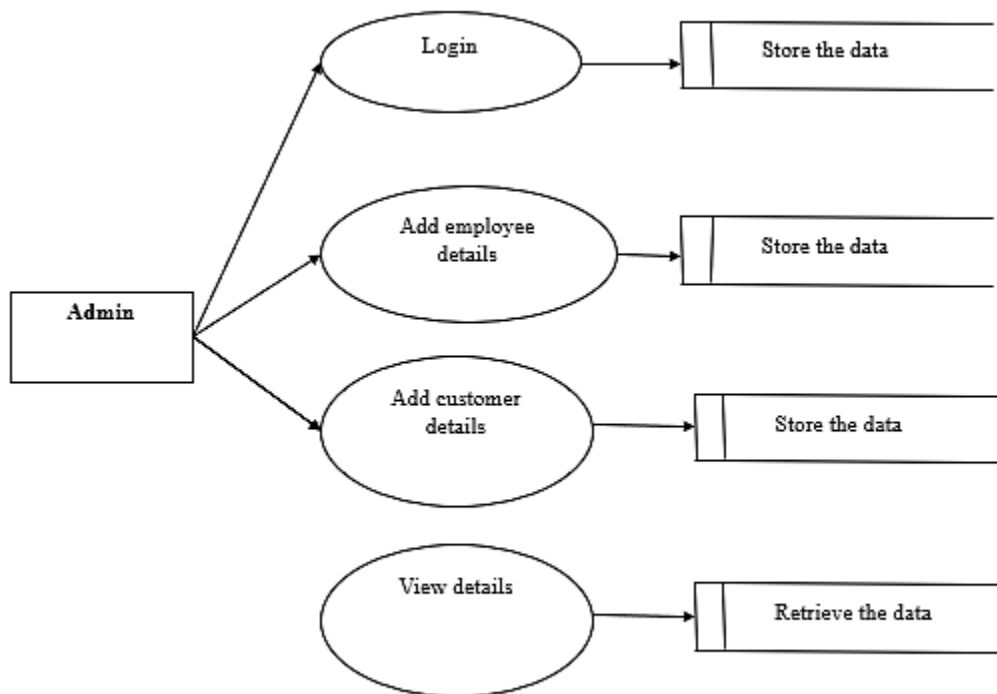 Login
Store the data
Add employee
details
Store the data
Admin
Add customer
details
Store the data
View details
Retrieve the data